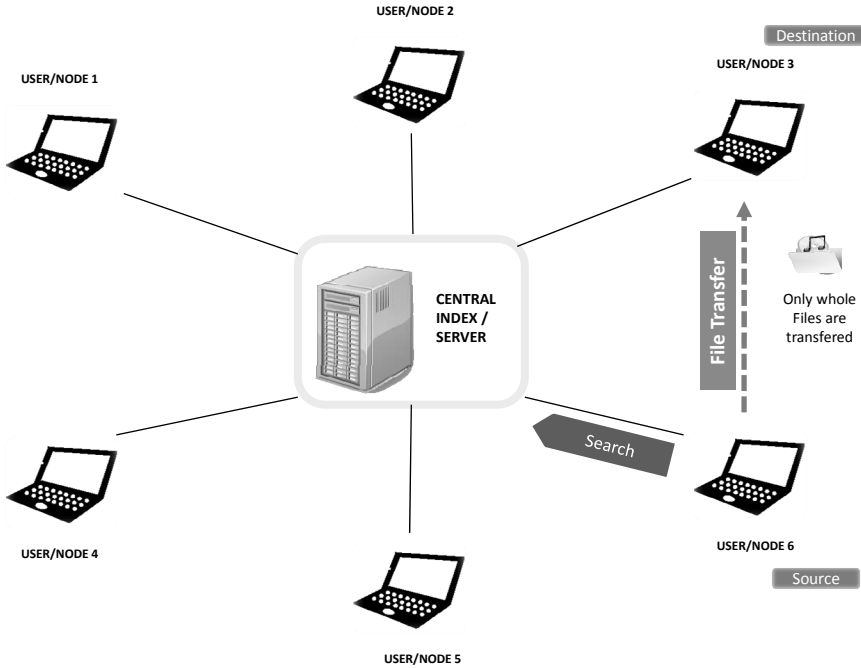 USER/NODE 2
Destination
USER/NODE 3
USER/NODE 1
CENTRAL
INDEX /
SERVER
File Transfer
Only whole
Files are
transfered
Search
USER/NODE 4
USER/NODE 6
Source
USER/NODE 5